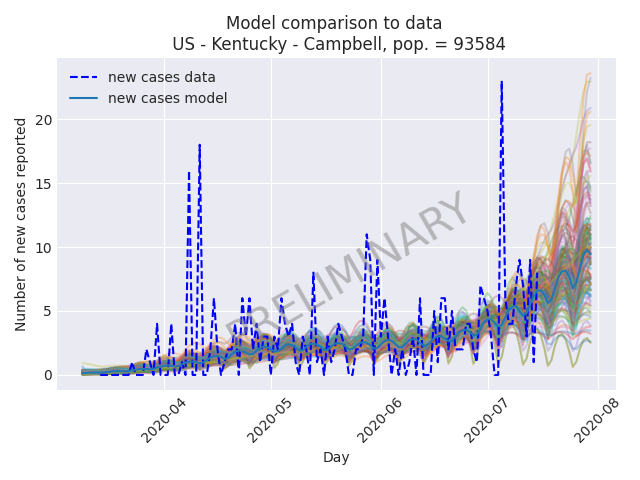 Model comparison to data
US - Kentucky - Campbell, pop. = 93584
new cases data
new cases model
Number of new cases reported
20
15
10
5
0
PRELIMINARY
2020-04
2020-05
2020-06
2020-07
2020-08
Day